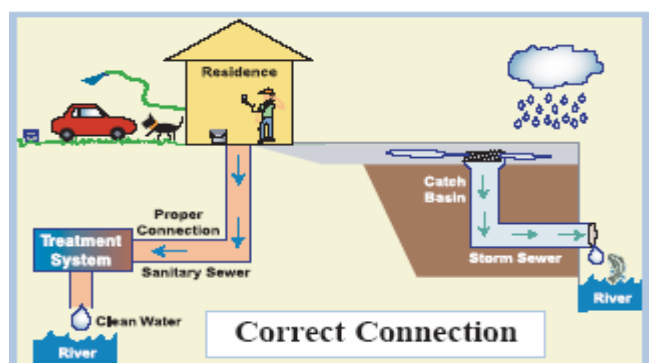 Residence
Catch
Basin
Proper
Connection
Treatment
System
Sanitary Sewer
Storm Sewer
River
Clean Water
Correct Connection
River